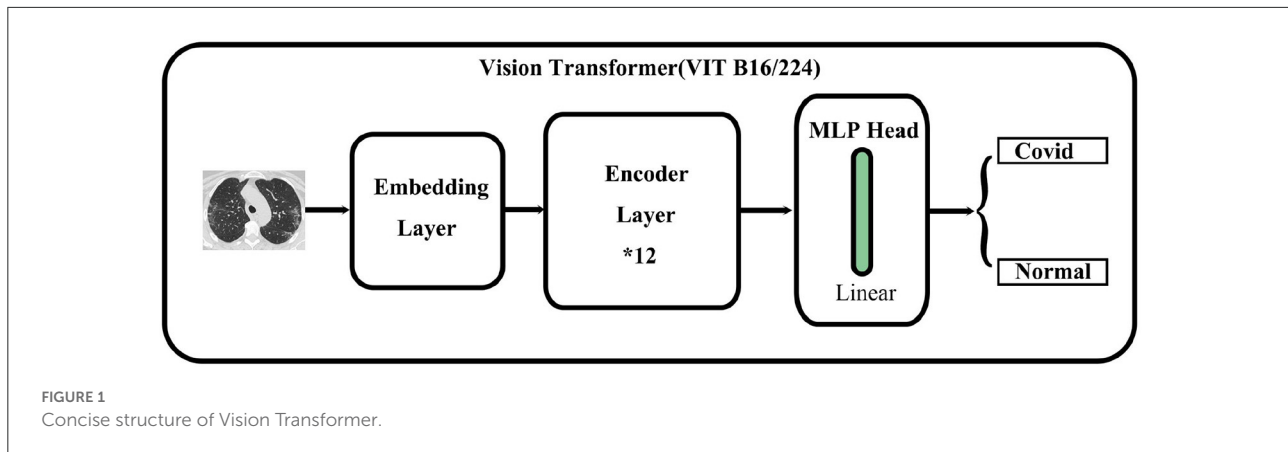 Vision Transformer(VIT B16/224)
Embedding
Layer
Encoder
Layer
*12
MLP Head
Linear
Covid
Normal
FIGURE 1
Concise structure of Vision Transformer.